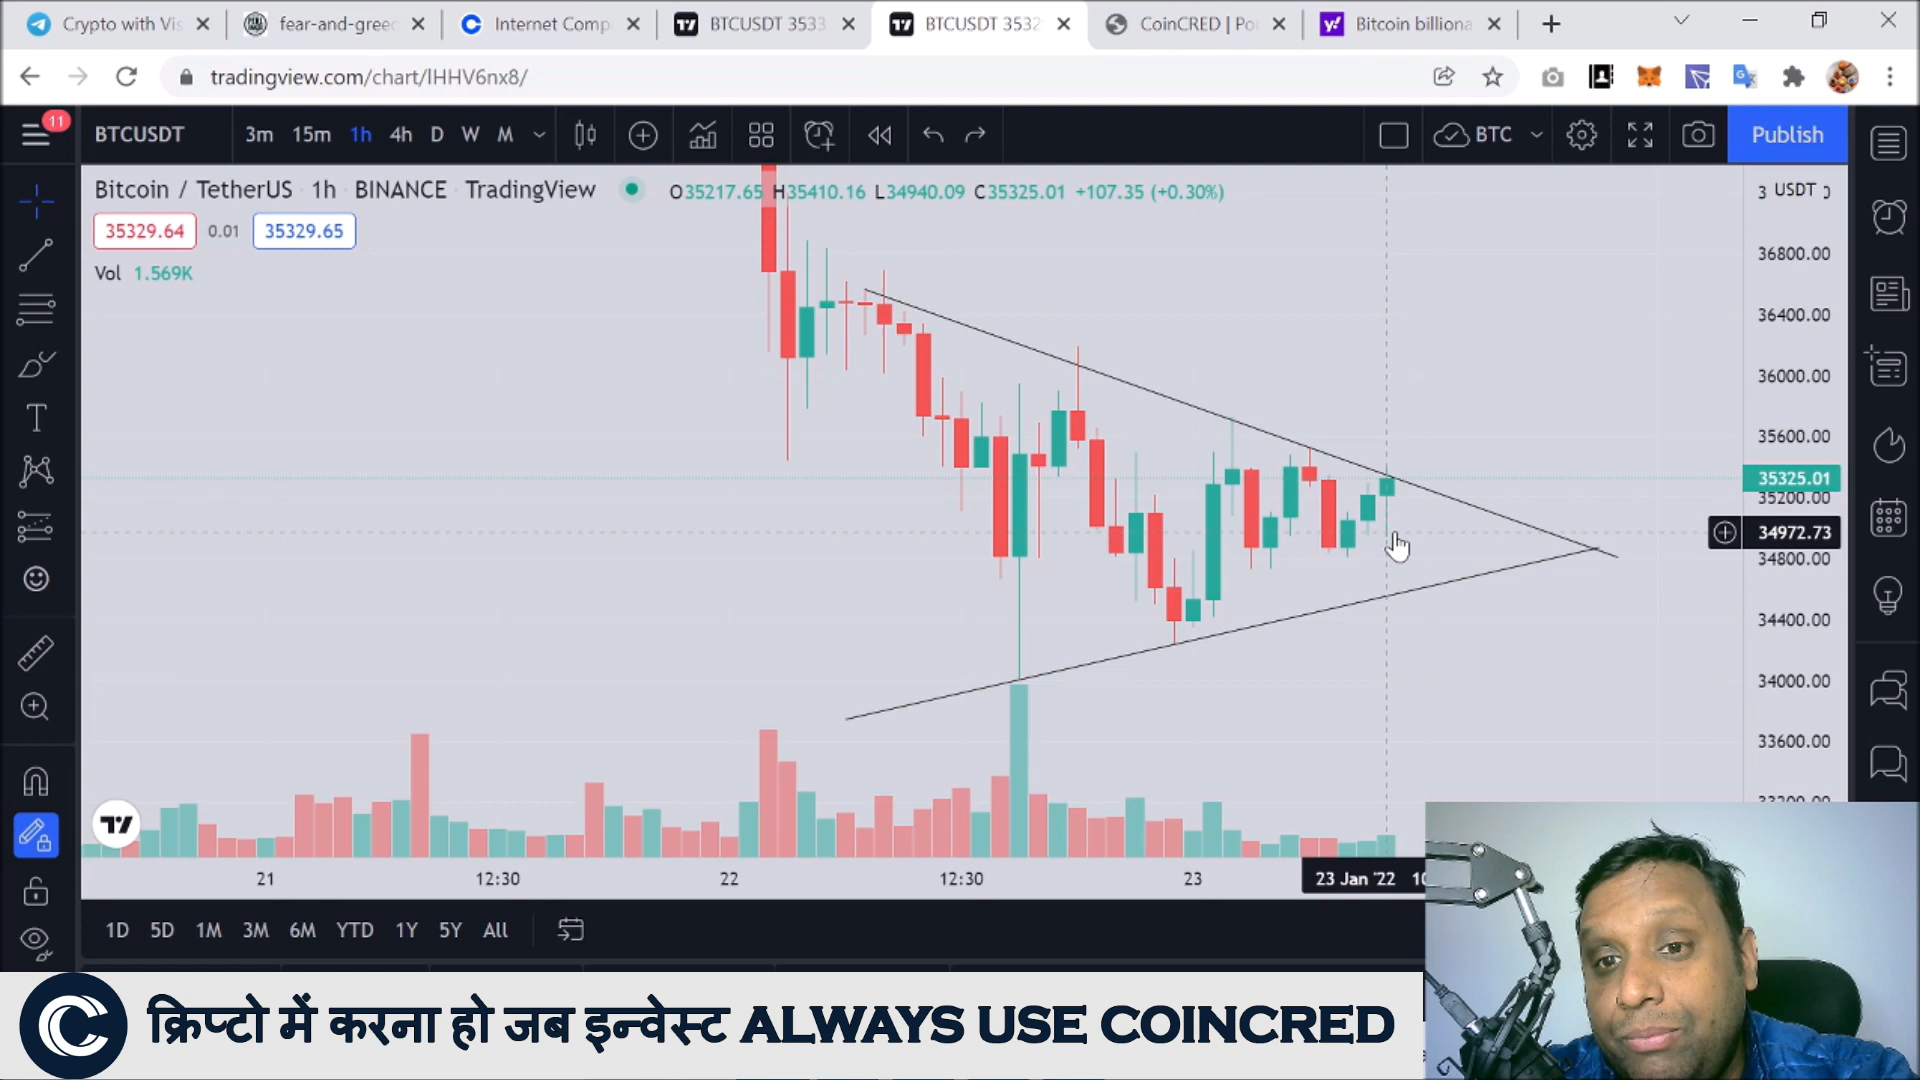 Crypto with Vis
fear-and-greed
Internet Comp
BTCUSDT 3533
BTCUSDT 3532
CoinCRED | Po
Bitcoin billiona
tradingview.com/chart/lHHV6nx8/
11
BTCUSDT 3m 15m 1h 4h D W M
BTC
Publish
Bitcoin / TetherUS 1h BINANCE TradingView
O35217.65 H35410.16 L34940.09 C35325.01 +107.35 (+0.30%)
USDT
35329.64 0.01 35329.65
Vol 1.569K
36800.00
36400.00
36000.00
35600.00
35325.01
35200.00
34972.73
34800.00
34400.00
34000.00
33600.00
21 12:30 22 12:30 23 23 Jan '22
1D 5D 1M 3M 6M YTD 1Y 5Y All
क्रिप्टो में करना हो जब इन्वेस्ट ALWAYS USE COINCRED